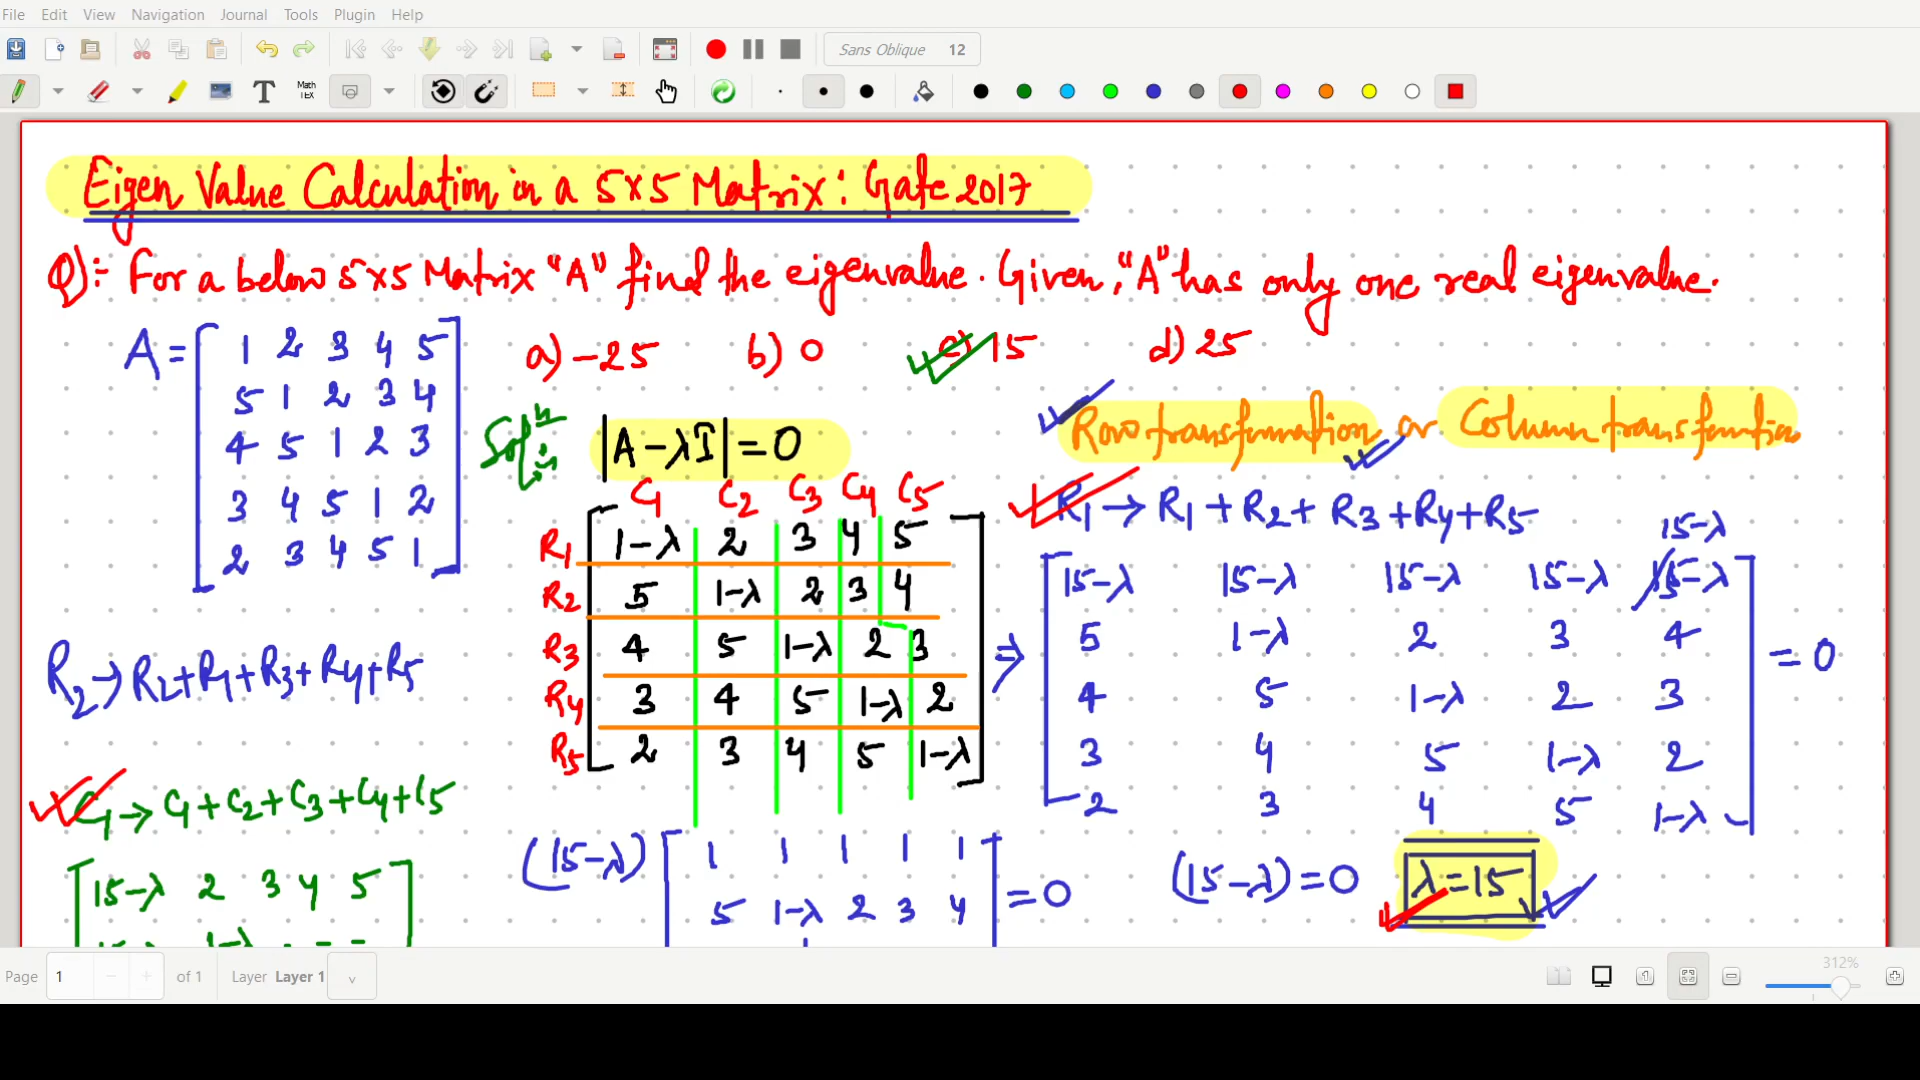 File Edit View Navigation Journal Tools Plugin Help
Sans Oblique 12
T Math TEX
Eigen Value Calculation in a 5x5 Matrix: Gate 2017
Q):- For a below 5x5 Matrix "A" find the eigenvalue. Given, "A" has only one real eigenvalue.
A = 1 2 3 4 5
5 1 2 3 4
4 5 1 2 3
3 4 5 1 2
2 3 4 5 1
a) -25 b) 0 c) 15 d) 25
Solⁿ:-
|A-λI| = 0
Row transformation or Column transformation
C1 C2 C3 C4 C5
R1 1-λ 2 3 4 5
R2 5 1-λ 2 3 4
R3 4 5 1-λ 2 3
R4 3 4 5 1-λ 2
R5 2 3 4 5 1-λ
R1 → R1 + R2 + R3 + R4 + R5
15-λ
⇒ 15-λ 15-λ 15-λ 15-λ 15-λ
5 1-λ 2 3 4
4 5 1-λ 2 3 = 0
3 4 5 1-λ 2
2 3 4 5 1-λ
R2 → R2+R1+R3+R4+R5
C1 → C1+C2+C3+C4+C5
15-λ 2 3 4 5
(15-λ) 1 1 1 1 1
5 1-λ 2 3 4 = 0
(15-λ) = 0 λ = 15
Page 1 of 1 Layer Layer 1
312%